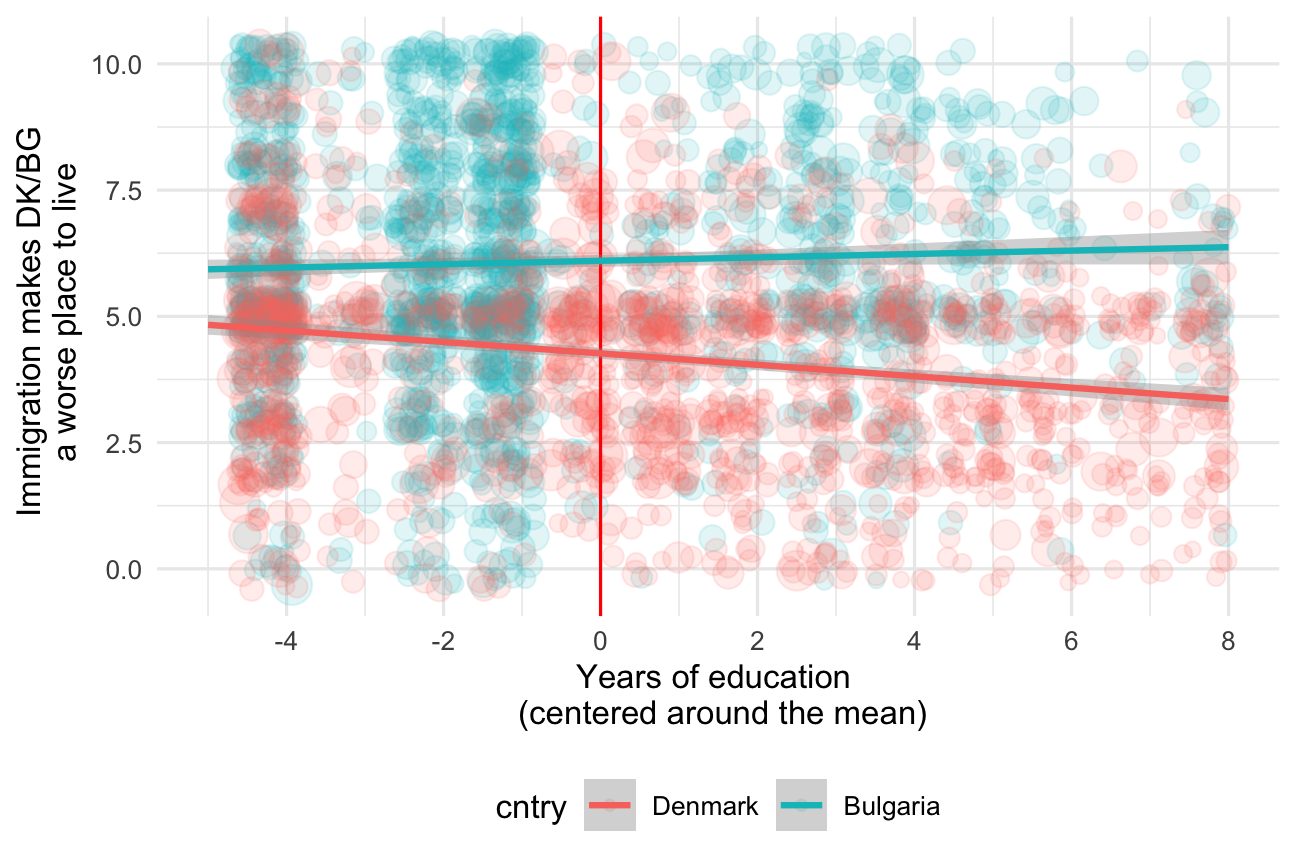 Immigration makes DK/BG
a worse place to live
10.0
7.5
5.0
2.5
0.0
-4
-2
0
2
4
6
8
Years of education
(centered around the mean)
cntry
Denmark
Bulgaria